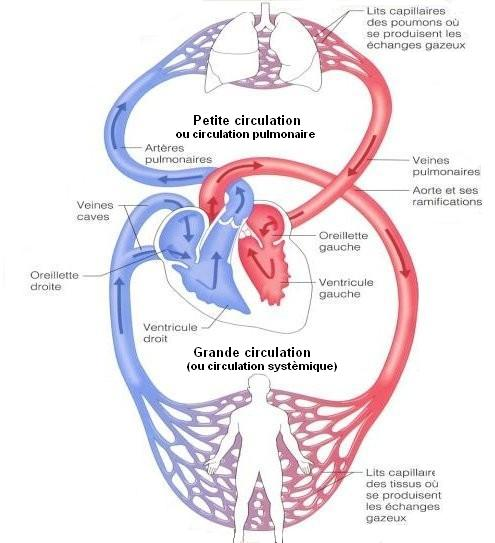 Lits capillaires
des poumons où
se produisent les
échanges gazeux
Petite circulation
ou circulation pulmonaire
Artères
pulmonaires
Veines
pulmonaires
Aorte et ses
ramifications
Veines
caves
Oreillette
gauche
Oreillette
droite
Ventricule
gauche
Ventricule
droit
Grande circulation
(ou circulation systèmique)
Lits capillaire
des tissus où
se produisent
les échanges
gazeux